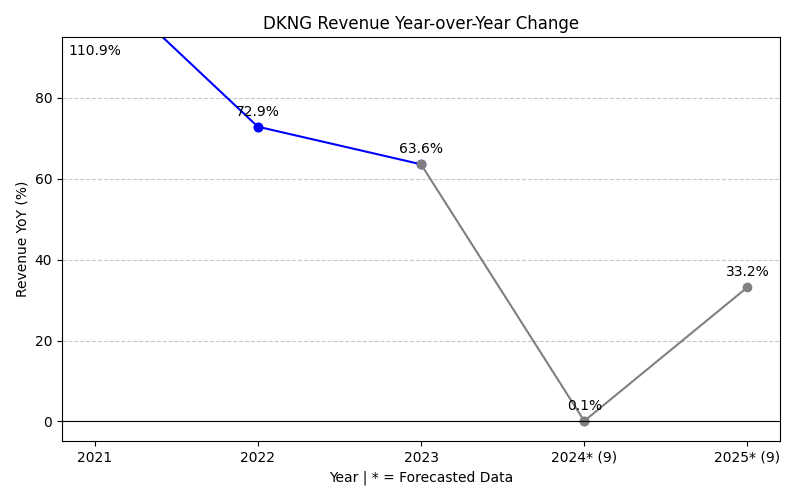 DKNG Revenue Year-over-Year Change
110.9%
72.9%
63.6%
0.1%
33.2%
Revenue YoY (%)
80
60
40
20
0
2021 2022 2023 2024* (9) 2025* (9)
Year | * = Forecasted Data